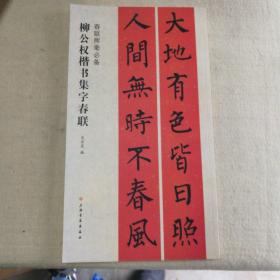 大地有色皆日照
人間無時不春風
春联挥毫必备
柳公权楷书集字春联